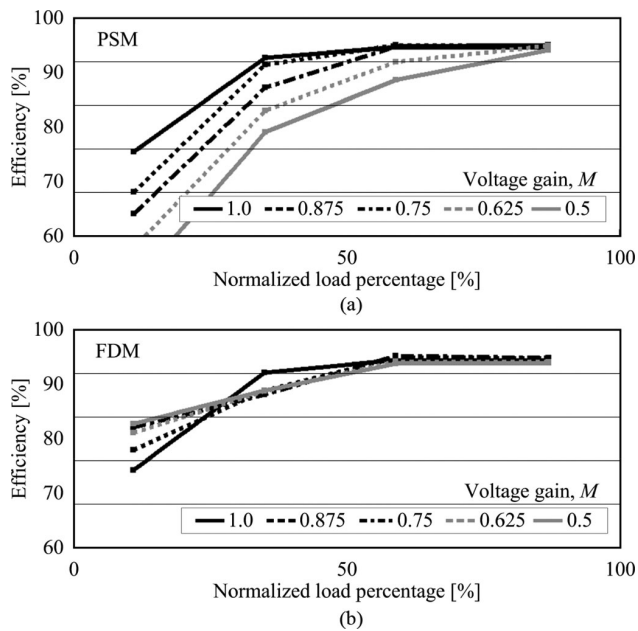 100
PSM
90
80
70
60
Efficiency [%]
Voltage gain, M
1.0 0.875 0.75 0.625 0.5
0 50 100
Normalized load percentage [%]
(a)
100
FDM
90
80
70
60
Efficiency [%]
Voltage gain, M
1.0 0.875 0.75 0.625 0.5
0 50 100
Normalized load percentage [%]
(b)